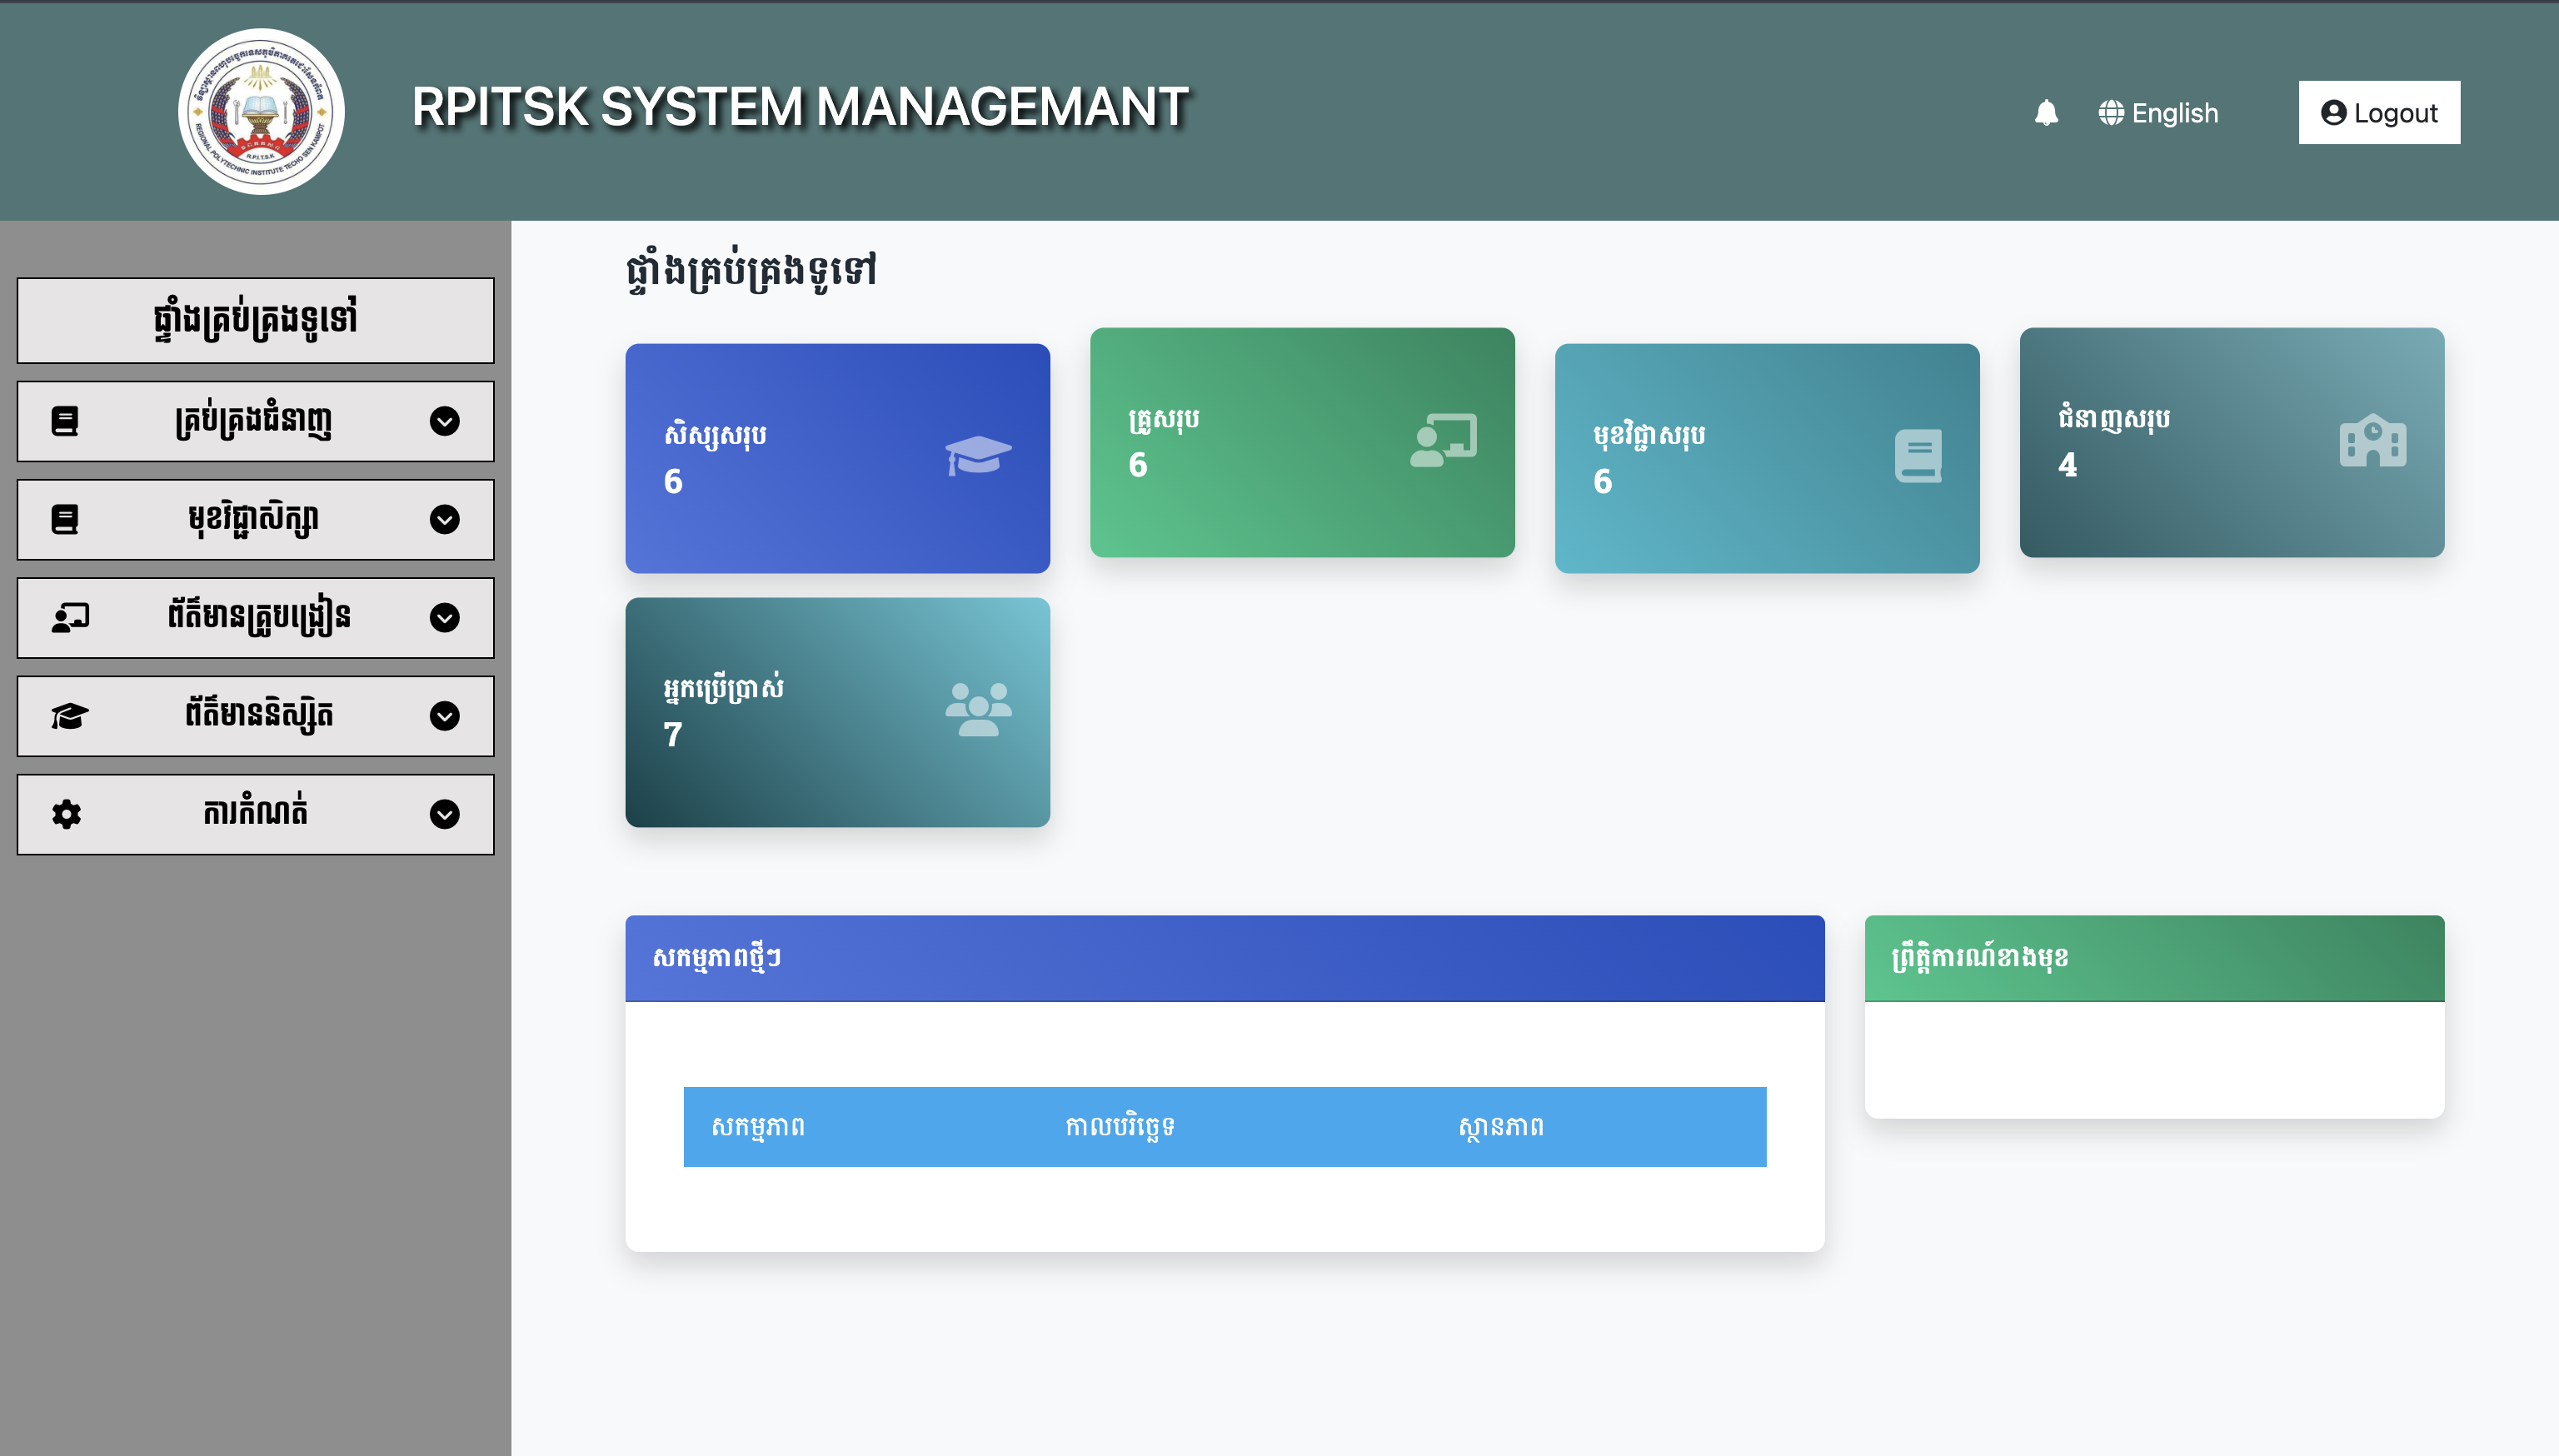 REGIONAL POLYTECHNIC INSTITUTE TECHO SEN KAMPOT
R.P.I.T.S.K
RPITSK SYSTEM MANAGEMANT
English
Logout
ផ្ទាំងគ្រប់គ្រងទូទៅ
គ្រប់គ្រងជំនាញ
មុខវិជ្ជាសិក្សា
ព័ត៌មានគ្រូបង្រៀន
ព័ត៌មាននិស្សិត
ការកំណត់
ផ្ទាំងគ្រប់គ្រងទូទៅ
សិស្សសរុប
6
គ្រូសរុប
6
មុខវិជ្ជាសរុប
6
ជំនាញសរុប
4
អ្នកប្រើប្រាស់
7
សកម្មភាពថ្មីៗ
សកម្មភាព កាលបរិច្ឆេទ ស្ថានភាព
ព្រឹត្តិការណ៍ខាងមុខ